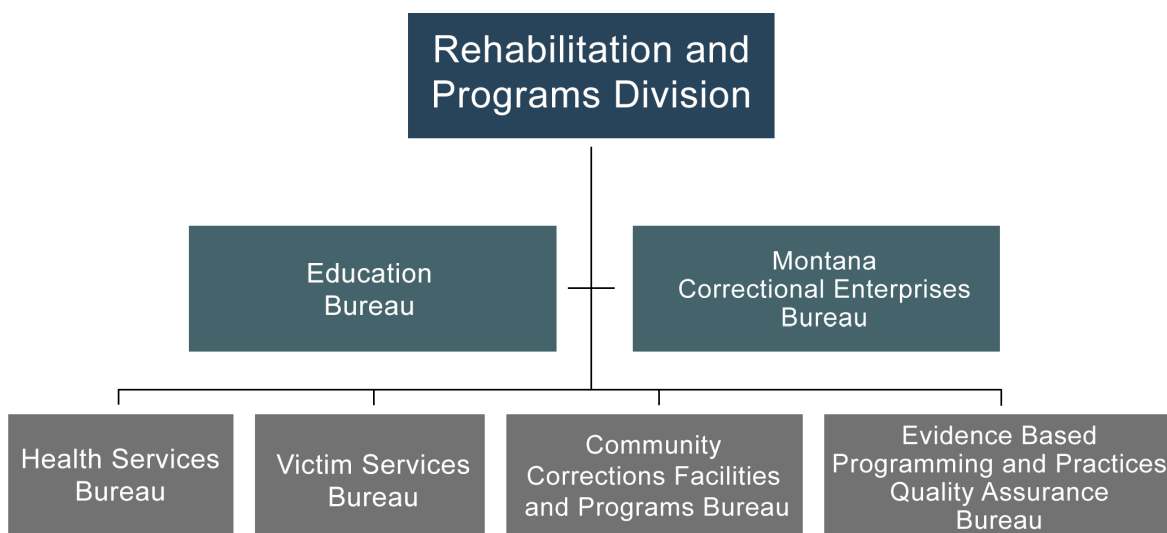 Rehabilitation and
Programs Division
Education
Bureau
Montana
Correctional Enterprises
Bureau
Health Services
Bureau
Victim Services
Bureau
Community
Corrections Facilities
and Programs Bureau
Evidence Based
Programming and Practices
Quality Assurance
Bureau